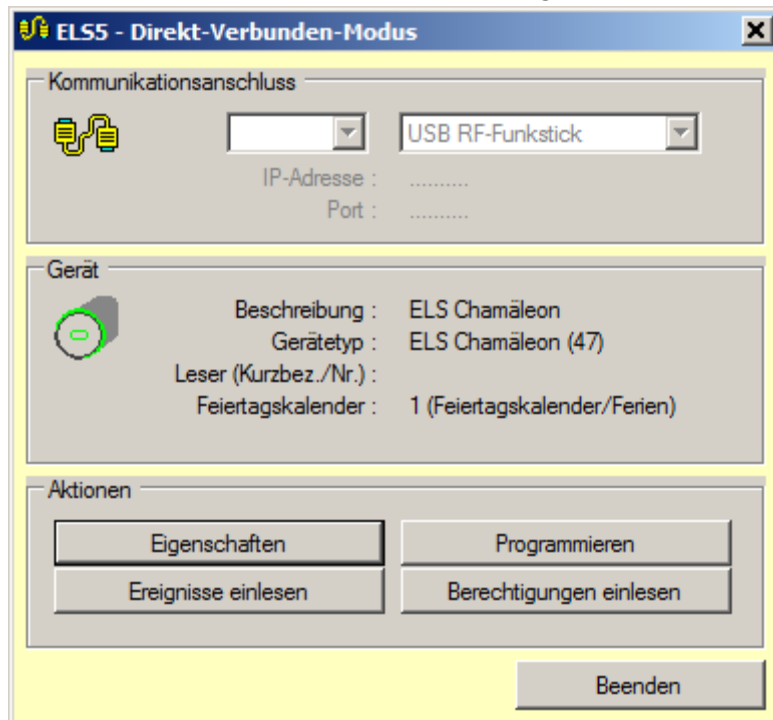 ELS5 - Direkt-Verbunden-Modus
Kommunikationsanschluss
USB RF-Funkstick
IP-Adresse : ..........
Port : ..........
Gerät
Beschreibung : ELS Chamäleon
Gerätetyp : ELS Chamäleon (47)
Leser (Kurzbez./Nr.) :
Feiertagskalender : 1 (Feiertagskalender/Ferien)
Aktionen
Eigenschaften Programmieren
Ereignisse einlesen Berechtigungen einlesen
Beenden